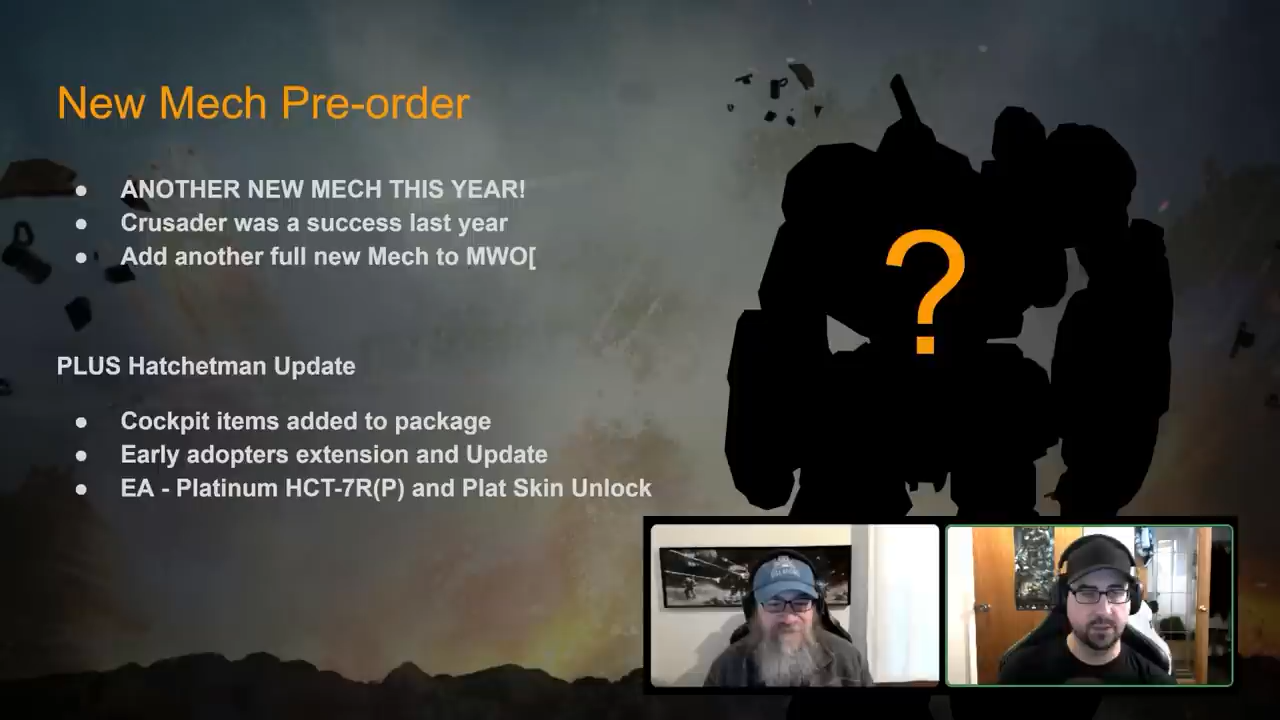 New Mech Pre-order
● ANOTHER NEW MECH THIS YEAR!
● Crusader was a success last year
● Add another full new Mech to MWO[
?
PLUS Hatchetman Update
● Cockpit items added to package
● Early adopters extension and Update
● EA - Platinum HCT-7R(P) and Plat Skin Unlock